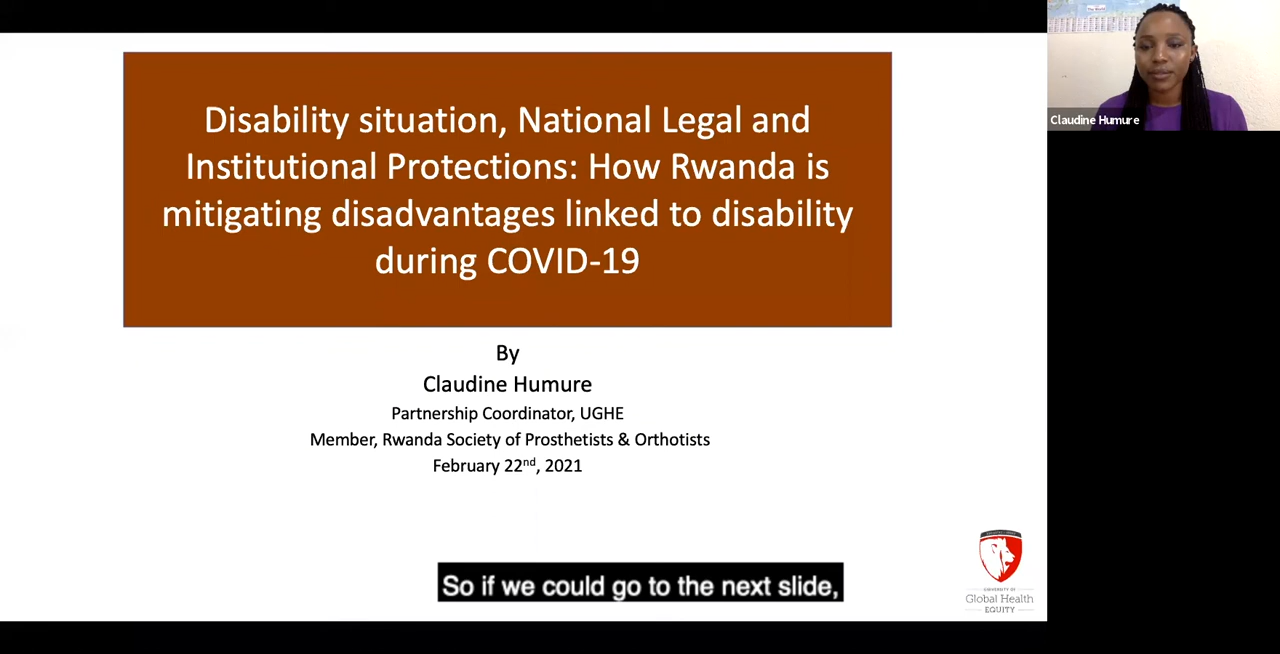 Disability situation, National Legal and
Institutional Protections: How Rwanda is
mitigating disadvantages linked to disability
during COVID-19
By
Claudine Humure
Partnership Coordinator, UGHE
Member, Rwanda Society of Prosthetists & Orthotists
February 22nd, 2021
So if we could go to the next slide,
UNIVERSITY OF
Global Health
EQUITY
Claudine Humure